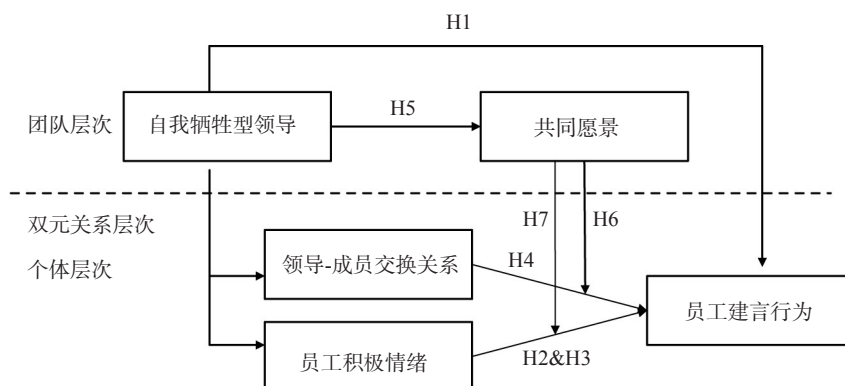 H1
团队层次
自我牺牲型领导
H5
共同愿景
H7
H6
双元关系层次
个体层次
领导-成员交换关系
H4
员工建言行为
员工积极情绪
H2&H3